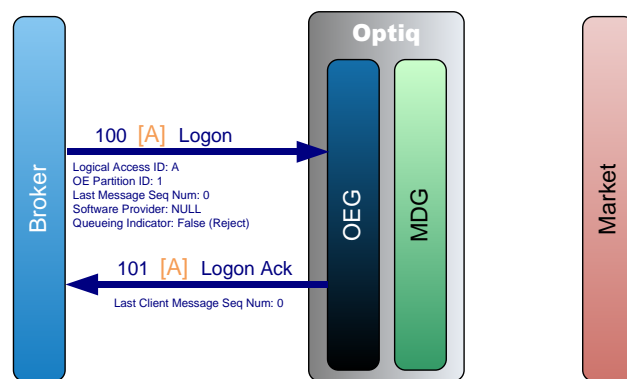 Optiq
100 [A] Logon
Logical Access ID: A
OE Partition ID: 1
Last Message Seq Num: 0
Software Provider: NULL
Queueing Indicator: False (Reject)
Broker
OEG
MDG
Market
101 [A] Logon Ack
Last Client Message Seq Num: 0